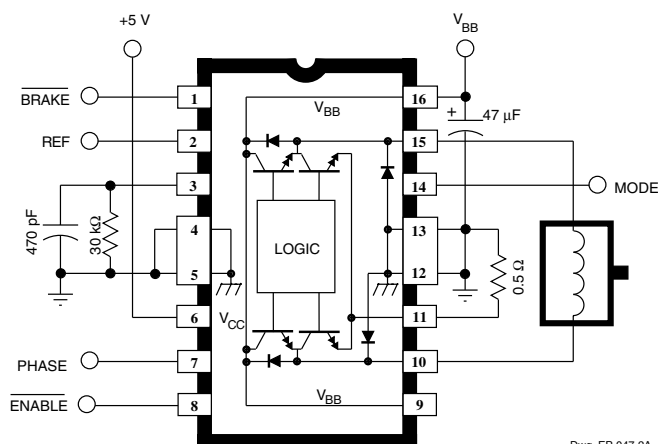 +5 V
V_BB
BRAKE
1
16
V_BB
+
47 µF
REF
2
15
3
14
MODE
470 pF
30 kΩ
4
13
LOGIC
5
12
0.5 Ω
6
V_CC
11
PHASE
7
10
ENABLE
8
V_BB
9